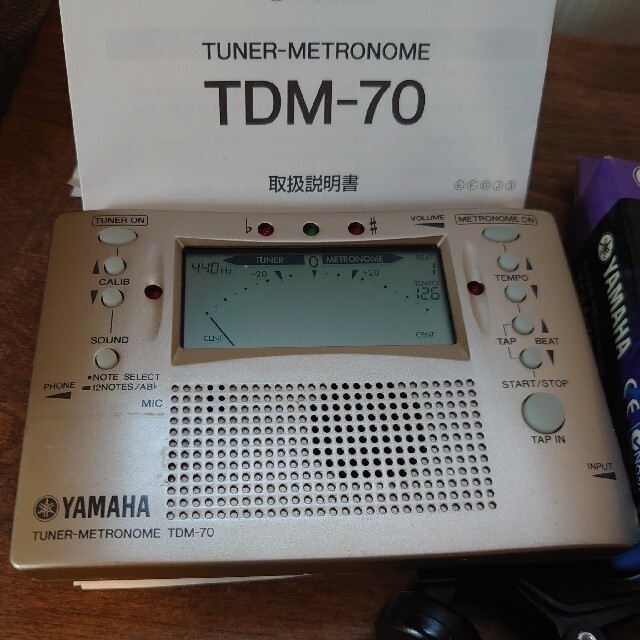 TUNER-METRONOME
TDM-70
取扱説明書
TUNER ON
♭
♯
VOLUME
METRONOME ON
CALIB
SOUND
•NOTE SELECT
12NOTES/AB♭
PHONE
MIC
440Hz
TUNER
0
METRONOME
BEAT
1
-20
+20
TEMPO
126
CENT
CENT
TEMPO
TAP
BEAT
START/STOP
TAP IN
INPUT
YAMAHA
TUNER-METRONOME TDM-70
YAMAHA
CE